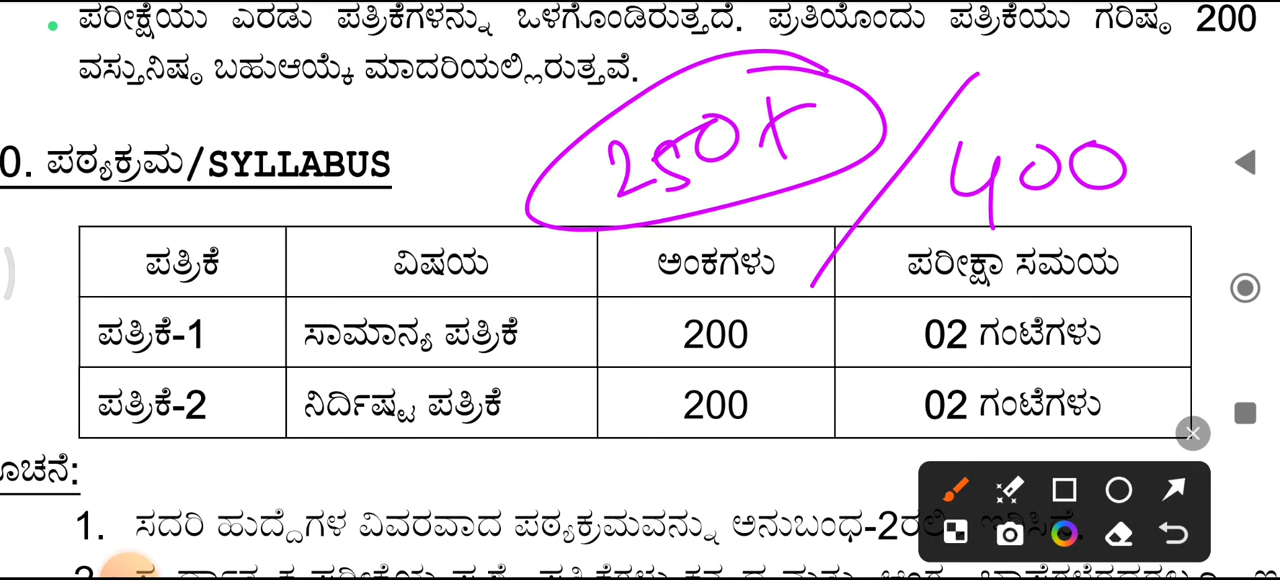 ಪರೀಕ್ಷೆಯು ಎರಡು ಪತ್ರಿಕೆಗಳನ್ನು ಒಳಗೊಂಡಿರುತ್ತದೆ. ಪ್ರತಿಯೊಂದು ಪತ್ರಿಕೆಯು ಗರಿಷ್ಠ 200
ವಸ್ತುನಿಷ್ಠ ಬಹುಆಯ್ಕೆ ಮಾದರಿಯಲ್ಲಿರುತ್ತವೆ.
250+ / 400
0. ಪಠ್ಯಕ್ರಮ/SYLLABUS
ಪತ್ರಿಕೆ ವಿಷಯ ಅಂಕಗಳು ಪರೀಕ್ಷಾ ಸಮಯ
ಪತ್ರಿಕೆ-1 ಸಾಮಾನ್ಯ ಪತ್ರಿಕೆ 200 02 ಗಂಟೆಗಳು
ಪತ್ರಿಕೆ-2 ನಿರ್ದಿಷ್ಟ ಪತ್ರಿಕೆ 200 02 ಗಂಟೆಗಳು
ೂಚನೆ:
1. ಸದರಿ ಹುದ್ದೆಗಳ ವಿವರವಾದ ಪಠ್ಯಕ್ರಮವನ್ನು ಅನುಬಂಧ-2ರಲ್ಲಿ